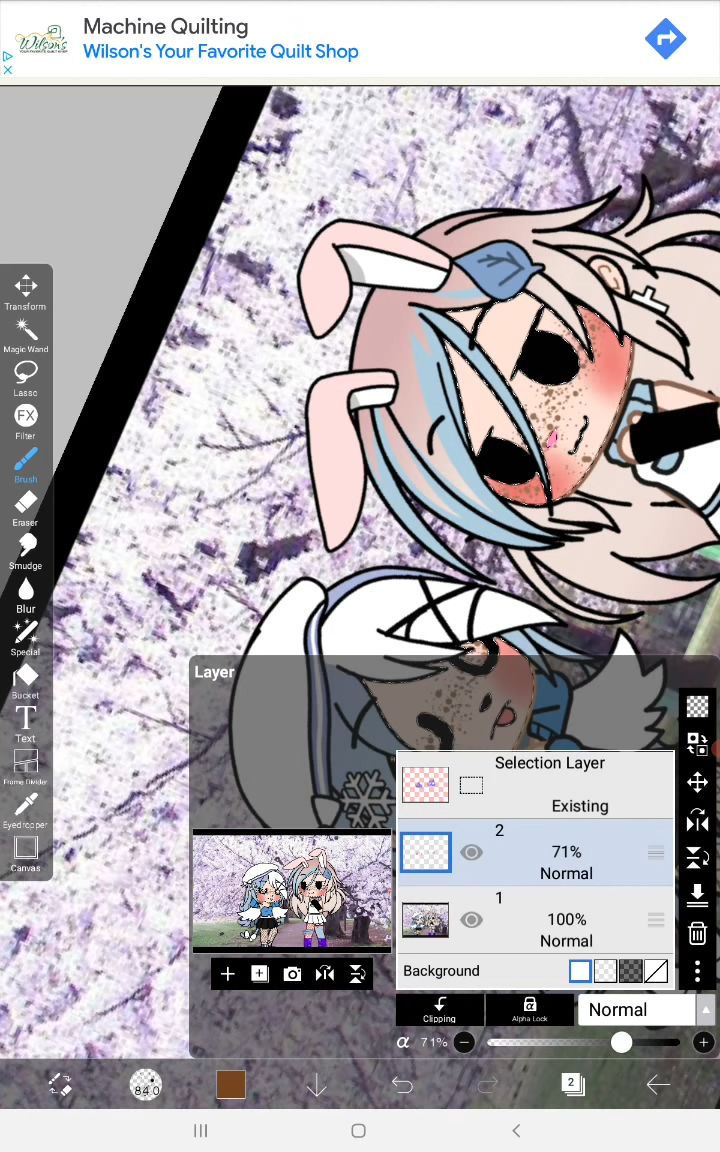 Machine Quilting
Wilson's
Wilson's Your Favorite Quilt Shop
Transform
Magic Wand
Lasso
FX
Filter
Brush
Eraser
Smudge
Blur
Special
Bucket
T
Text
Frame Divider
Eyedropper
Canvas
Layer
Selection Layer
Existing
2
71%
Normal
1
100%
Normal
Background
Clipping
α
Alpha Lock
Normal
α 71%
84.0
2